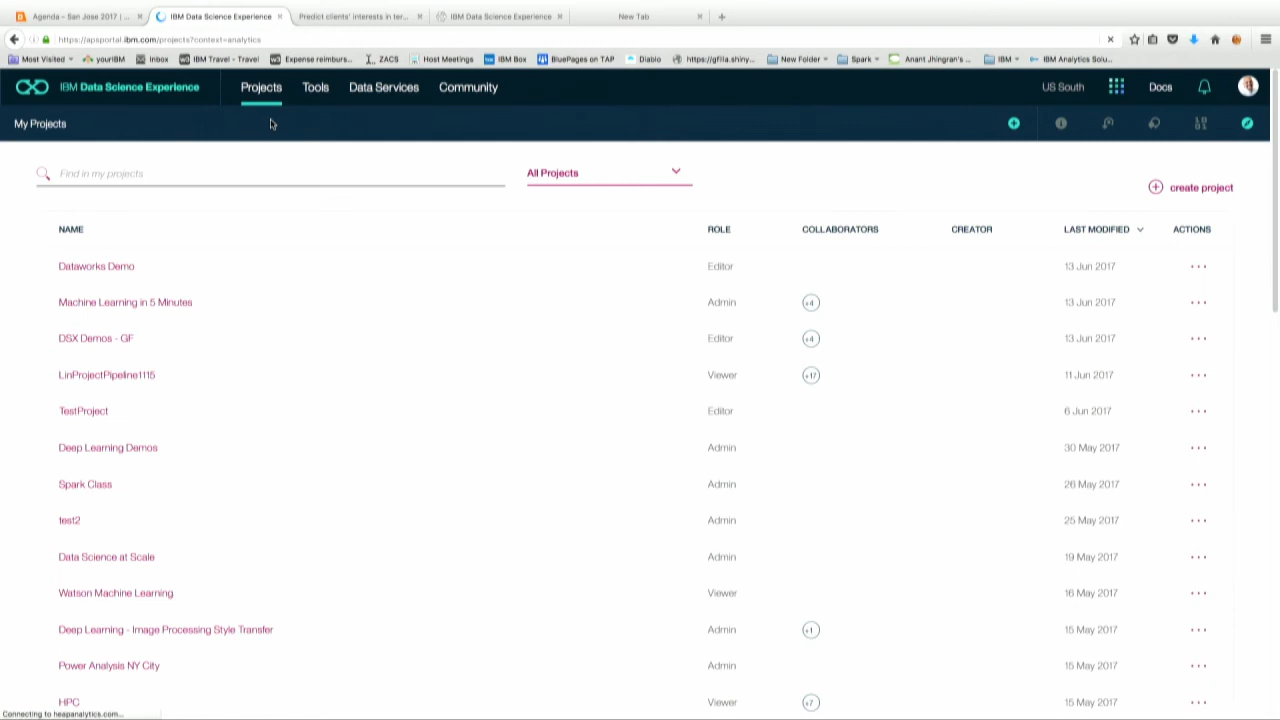 Agenda - San Jose 2017 | ... IBM Data Science Experience Predict clients' interests in ter... IBM Data Science Experience New Tab
https://apsportal.ibm.com/projects?context=analytics
Most Visited yourIBM Inbox IBM Travel - Travel Expense reimburs... ZACS Host Meetings IBM Box BluePages on TAP Diablo https://gfilla.shiny... New Folder Spark Anant Jhingran's ... IBM IBM Analytics Solu...
IBM Data Science Experience Projects Tools Data Services Community US South Docs
My Projects
Find in my projects All Projects
create project
NAME ROLE COLLABORATORS CREATOR LAST MODIFIED ACTIONS
Dataworks Demo Editor 13 Jun 2017
Machine Learning in 5 Minutes Admin +4 13 Jun 2017
DSX Demos - GF Editor +4 13 Jun 2017
LinProjectPipeline1115 Viewer +17 11 Jun 2017
TestProject Editor 6 Jun 2017
Deep Learning Demos Admin 30 May 2017
Spark Class Admin 26 May 2017
test2 Admin 25 May 2017
Data Science at Scale Admin 19 May 2017
Watson Machine Learning Viewer 16 May 2017
Deep Learning - Image Processing Style Transfer Admin +1 15 May 2017
Power Analysis NY City Admin 15 May 2017
HPC Viewer +7 15 May 2017
Connecting to heapanalytics.com...